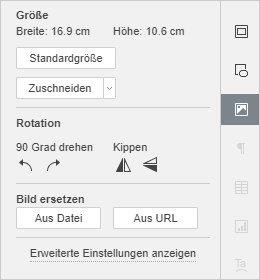 Größe
Breite: 16.9 cm Höhe: 10.6 cm
Standardgröße
Zuschneiden
Rotation
90 Grad drehen Kippen
Bild ersetzen
Aus Datei Aus URL
Erweiterte Einstellungen anzeigen